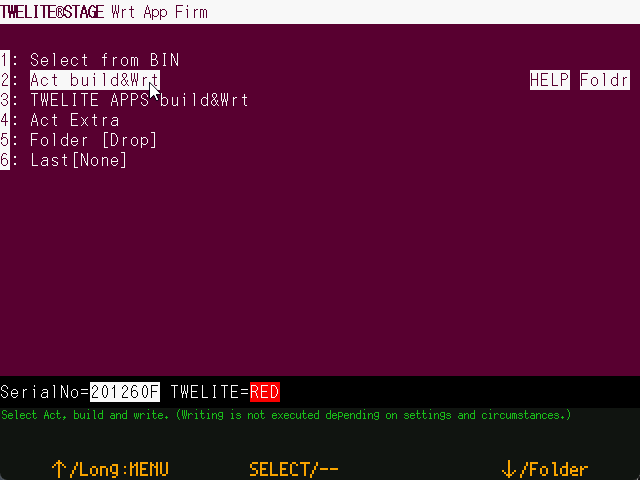 TWELITE®STAGE Wrt App Firm
1: Select from BIN
2: Act build&Wrt HELP Foldr
3: TWELITE APPS build&Wrt
4: Act Extra
5: Folder [Drop]
6: Last[None]
SerialNo=201260F TWELITE=RED
Select Act, build and write. (Writing is not executed depending on settings and circumstances.)
↑/Long:MENU SELECT/-- ↓/Folder